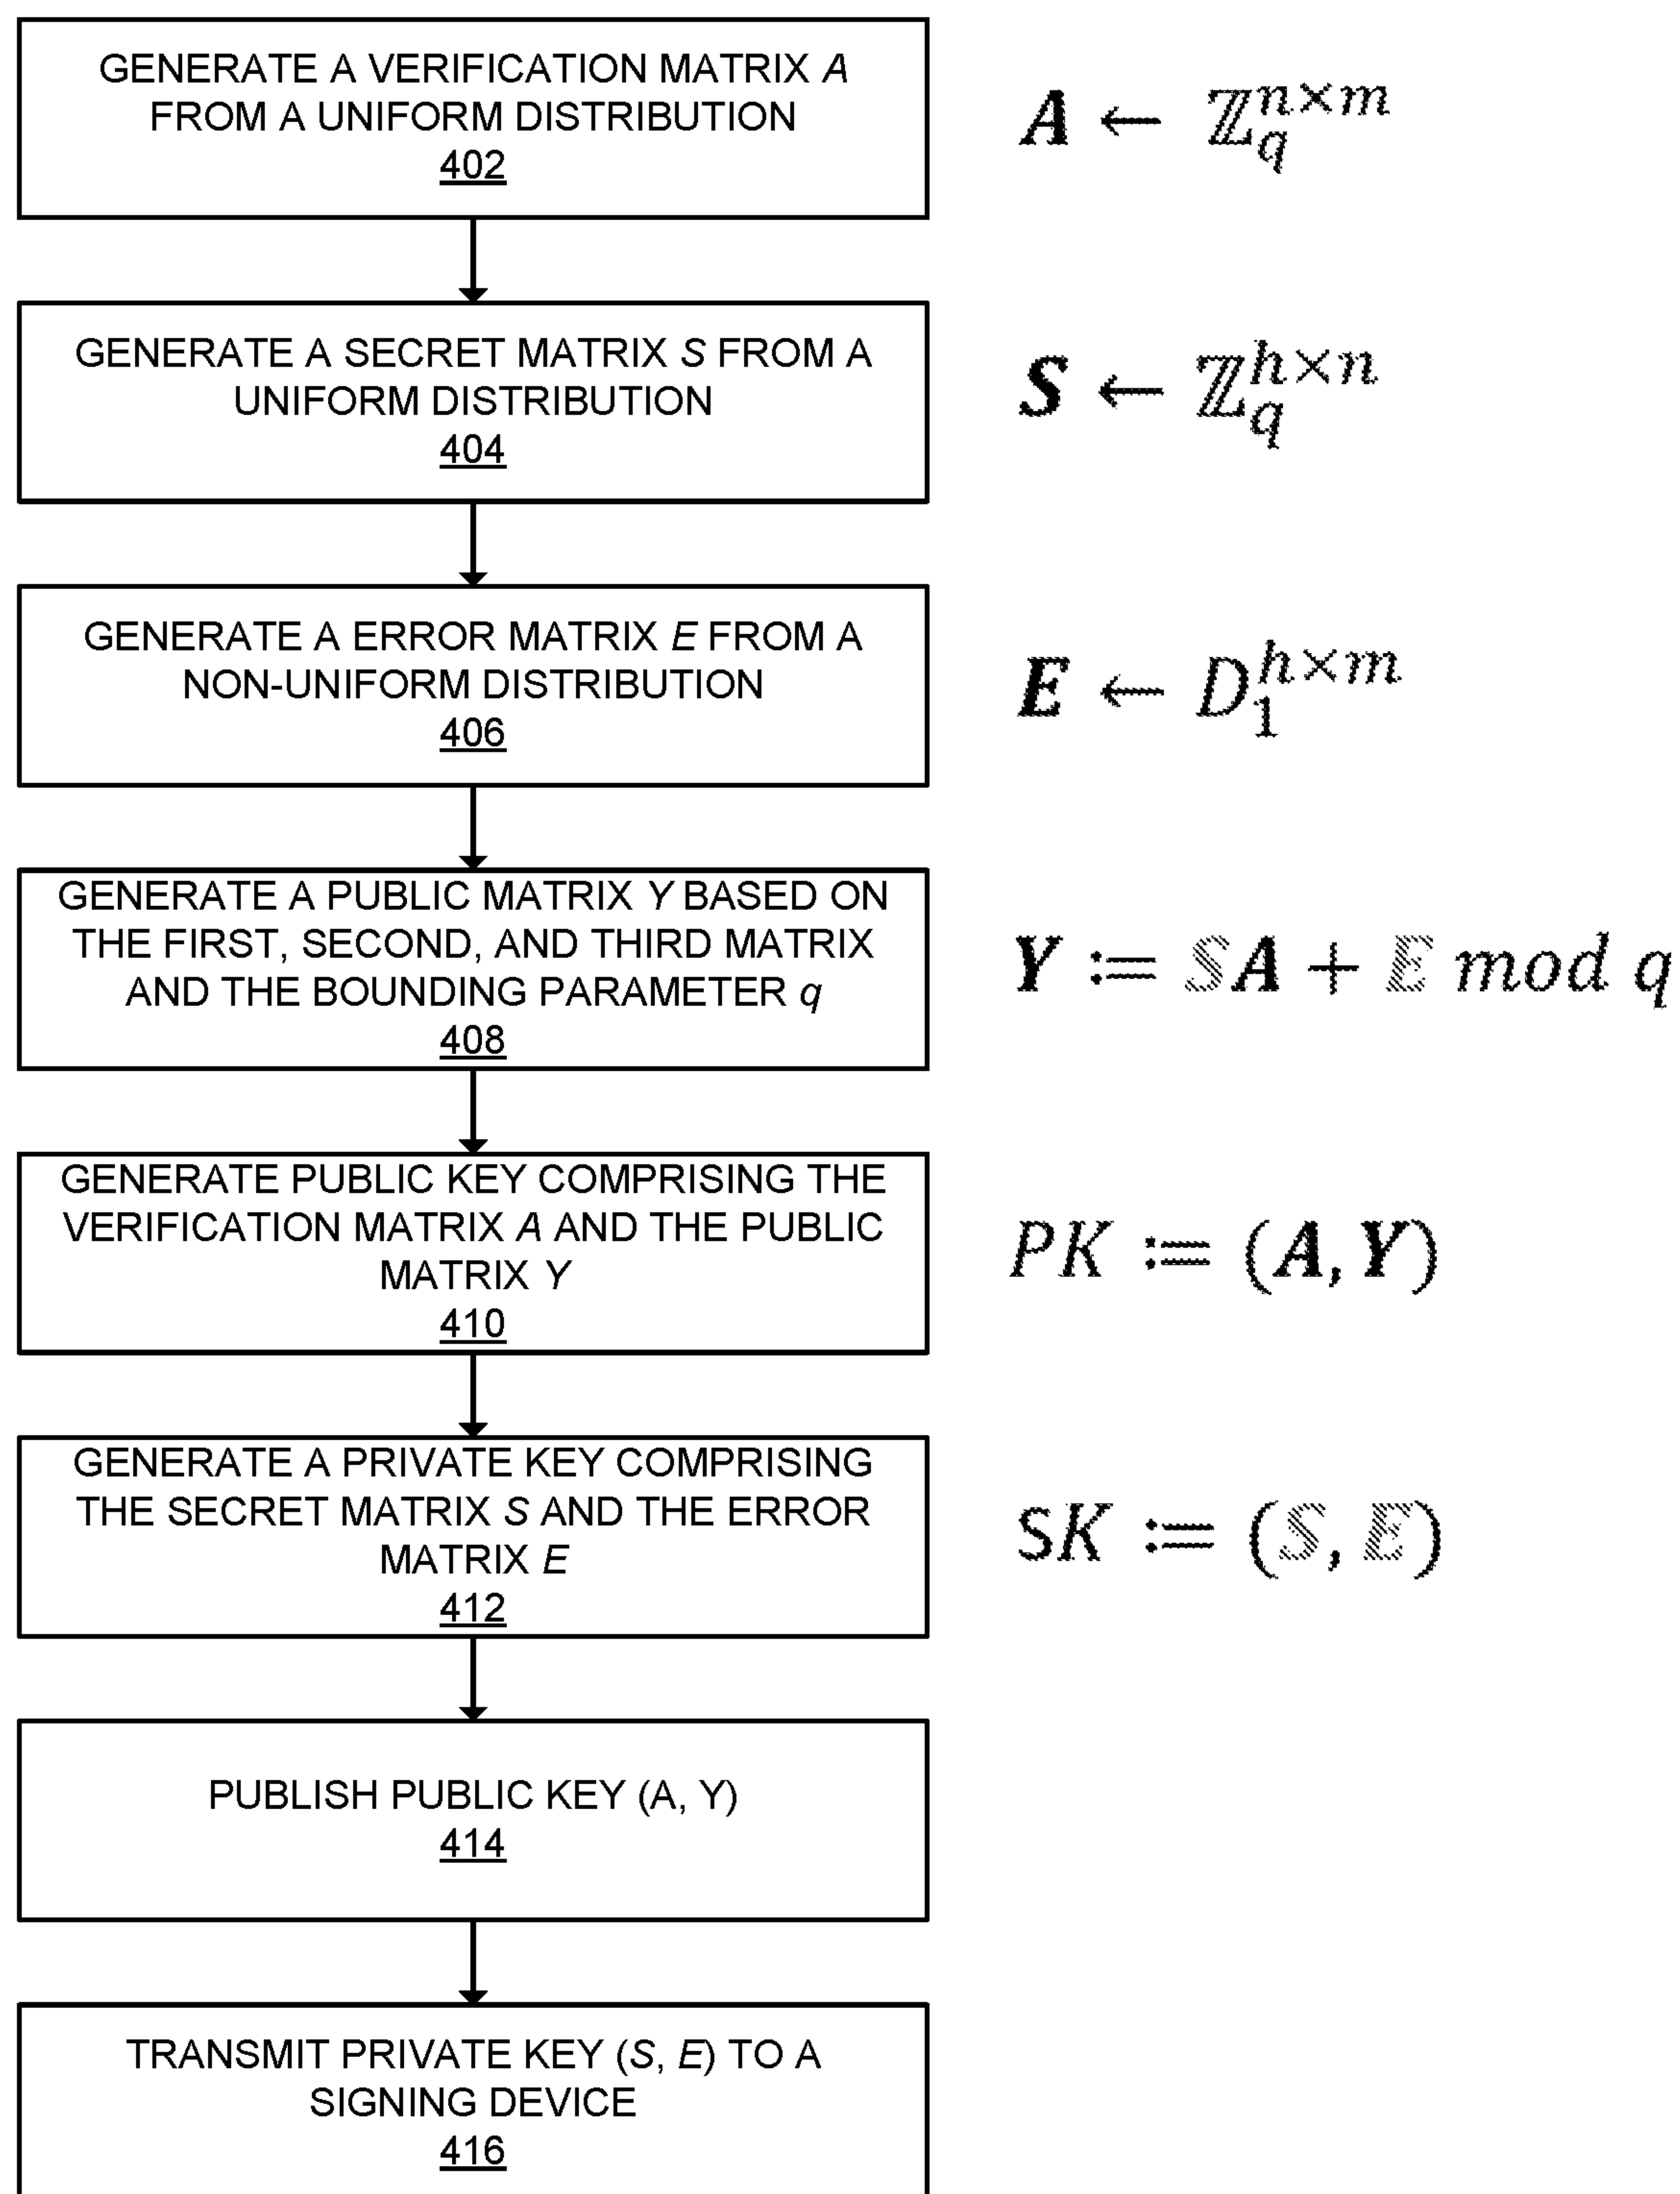 GENERATE A VERIFICATION MATRIX A
FROM A UNIFORM DISTRIBUTION
402
A ← ℤ_q^{n×m}
GENERATE A SECRET MATRIX S FROM A
UNIFORM DISTRIBUTION
404
S ← ℤ_q^{h×n}
GENERATE A ERROR MATRIX E FROM A
NON-UNIFORM DISTRIBUTION
406
E ← D_1^{h×m}
GENERATE A PUBLIC MATRIX Y BASED ON
THE FIRST, SECOND, AND THIRD MATRIX
AND THE BOUNDING PARAMETER q
408
Y := SA + E mod q
GENERATE PUBLIC KEY COMPRISING THE
VERIFICATION MATRIX A AND THE PUBLIC
MATRIX Y
410
PK := (A, Y)
GENERATE A PRIVATE KEY COMPRISING
THE SECRET MATRIX S AND THE ERROR
MATRIX E
412
SK := (S, E)
PUBLISH PUBLIC KEY (A, Y)
414
TRANSMIT PRIVATE KEY (S, E) TO A
SIGNING DEVICE
416